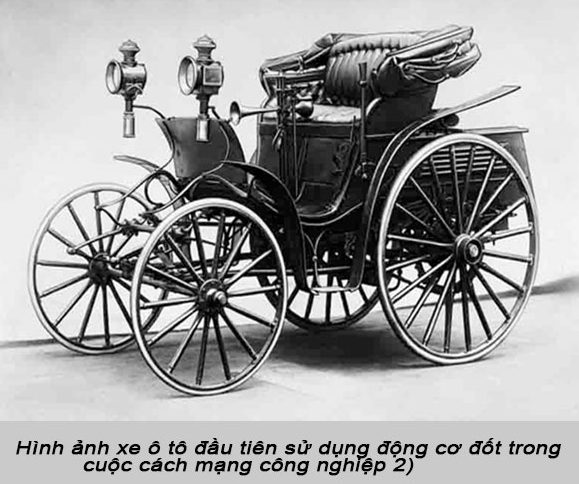 Hình ảnh xe ô tô đầu tiên sử dụng động cơ đốt trong
cuộc cách mạng công nghiệp 2)